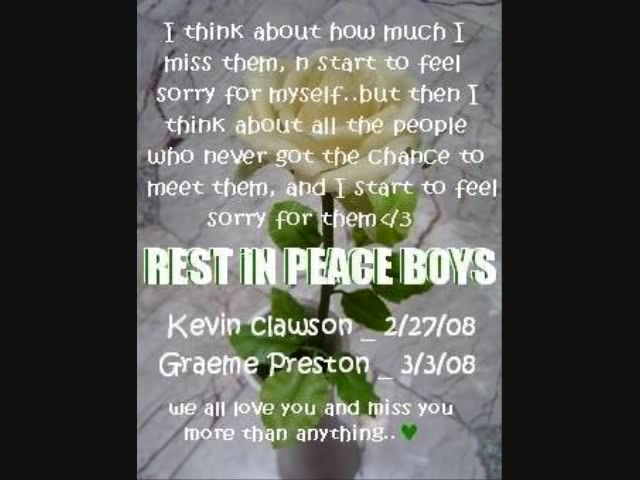 I think about how much I
miss them, n start to feel
sorry for myself..but then I
think about all the people
who never got the chance to
meet them, and I start to feel
sorry for them</3
REST iN PEACE BOYS
Kevin Clawson _ 2/27/08
Graeme Preston _ 3/3/08
we all love you and miss you
more than anything.. ♥